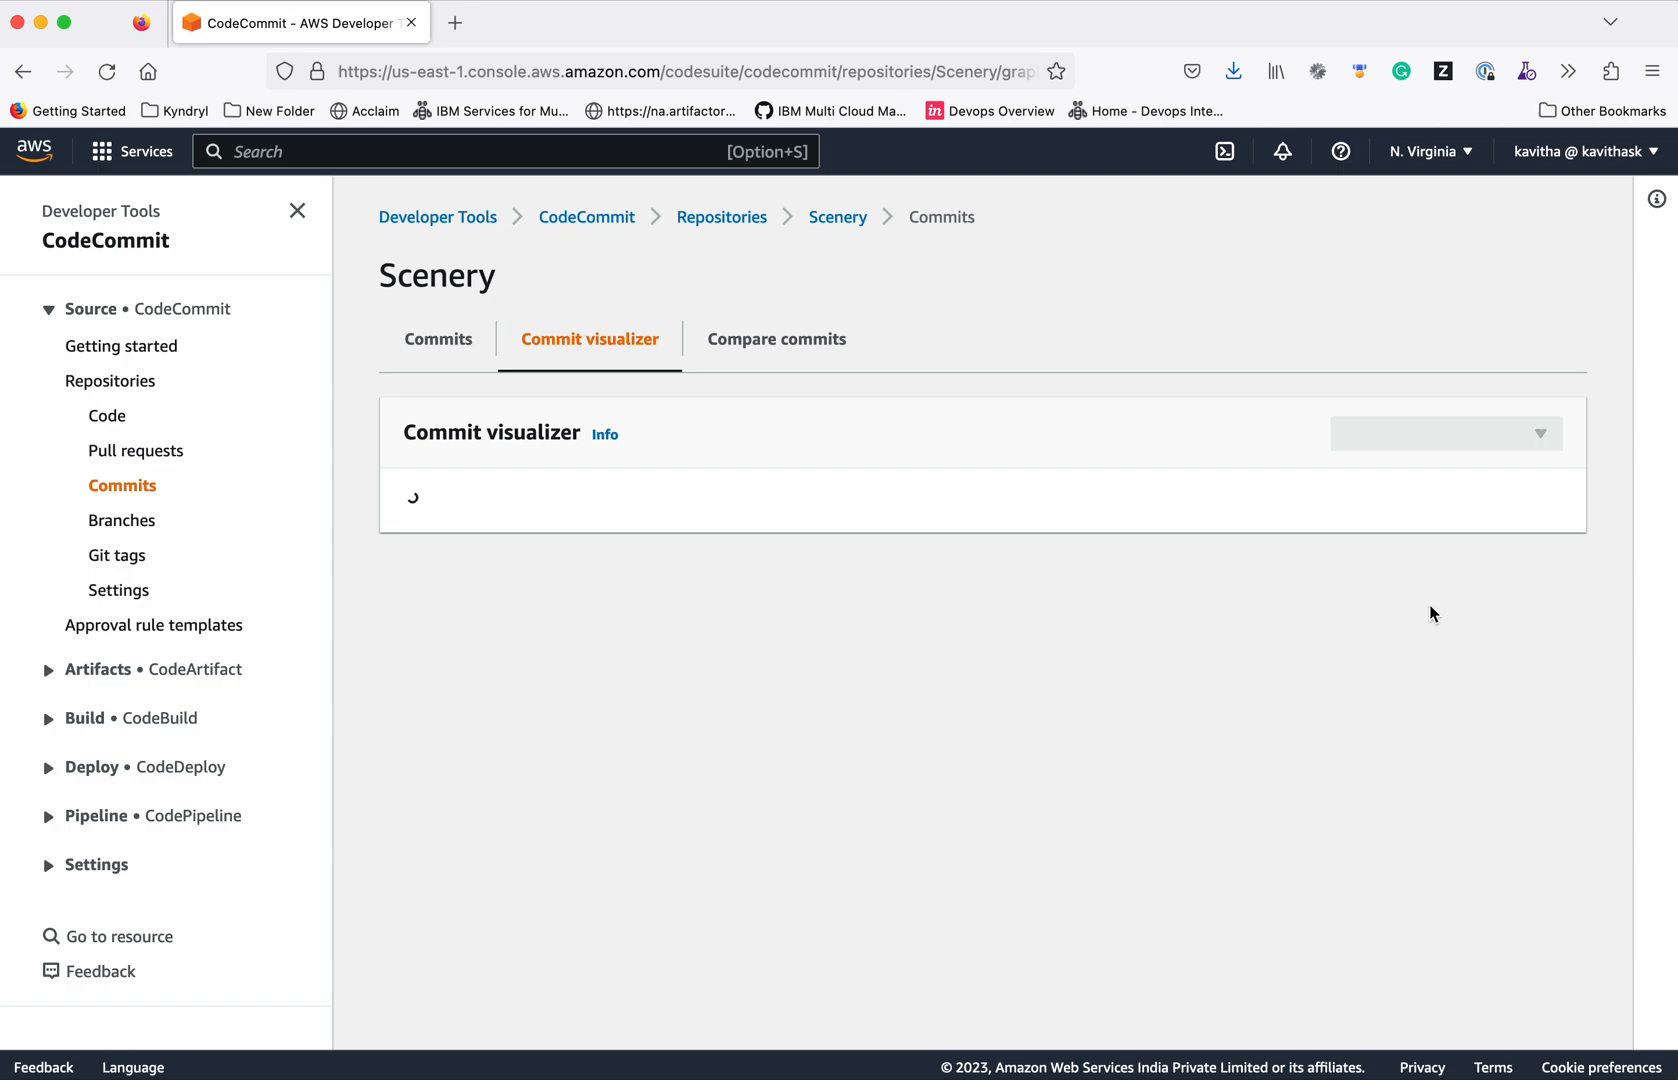 CodeCommit - AWS Developer
https://us-east-1.console.aws.amazon.com/codesuite/codecommit/repositories/Scenery/grap
Getting Started Kyndryl New Folder Acclaim IBM Services for Mu... https://na.artifactor... IBM Multi Cloud Ma... Devops Overview Home - Devops Inte... Other Bookmarks
aws Services Search [Option+S] N. Virginia kavitha @ kavithask
Developer Tools
CodeCommit
Source • CodeCommit
Getting started
Repositories
Code
Pull requests
Commits
Branches
Git tags
Settings
Approval rule templates
Artifacts • CodeArtifact
Build • CodeBuild
Deploy • CodeDeploy
Pipeline • CodePipeline
Settings
Go to resource
Feedback
Developer Tools CodeCommit Repositories Scenery Commits
Scenery
Commits Commit visualizer Compare commits
Commit visualizer Info
Feedback Language © 2023, Amazon Web Services India Private Limited or its affiliates. Privacy Terms Cookie preferences